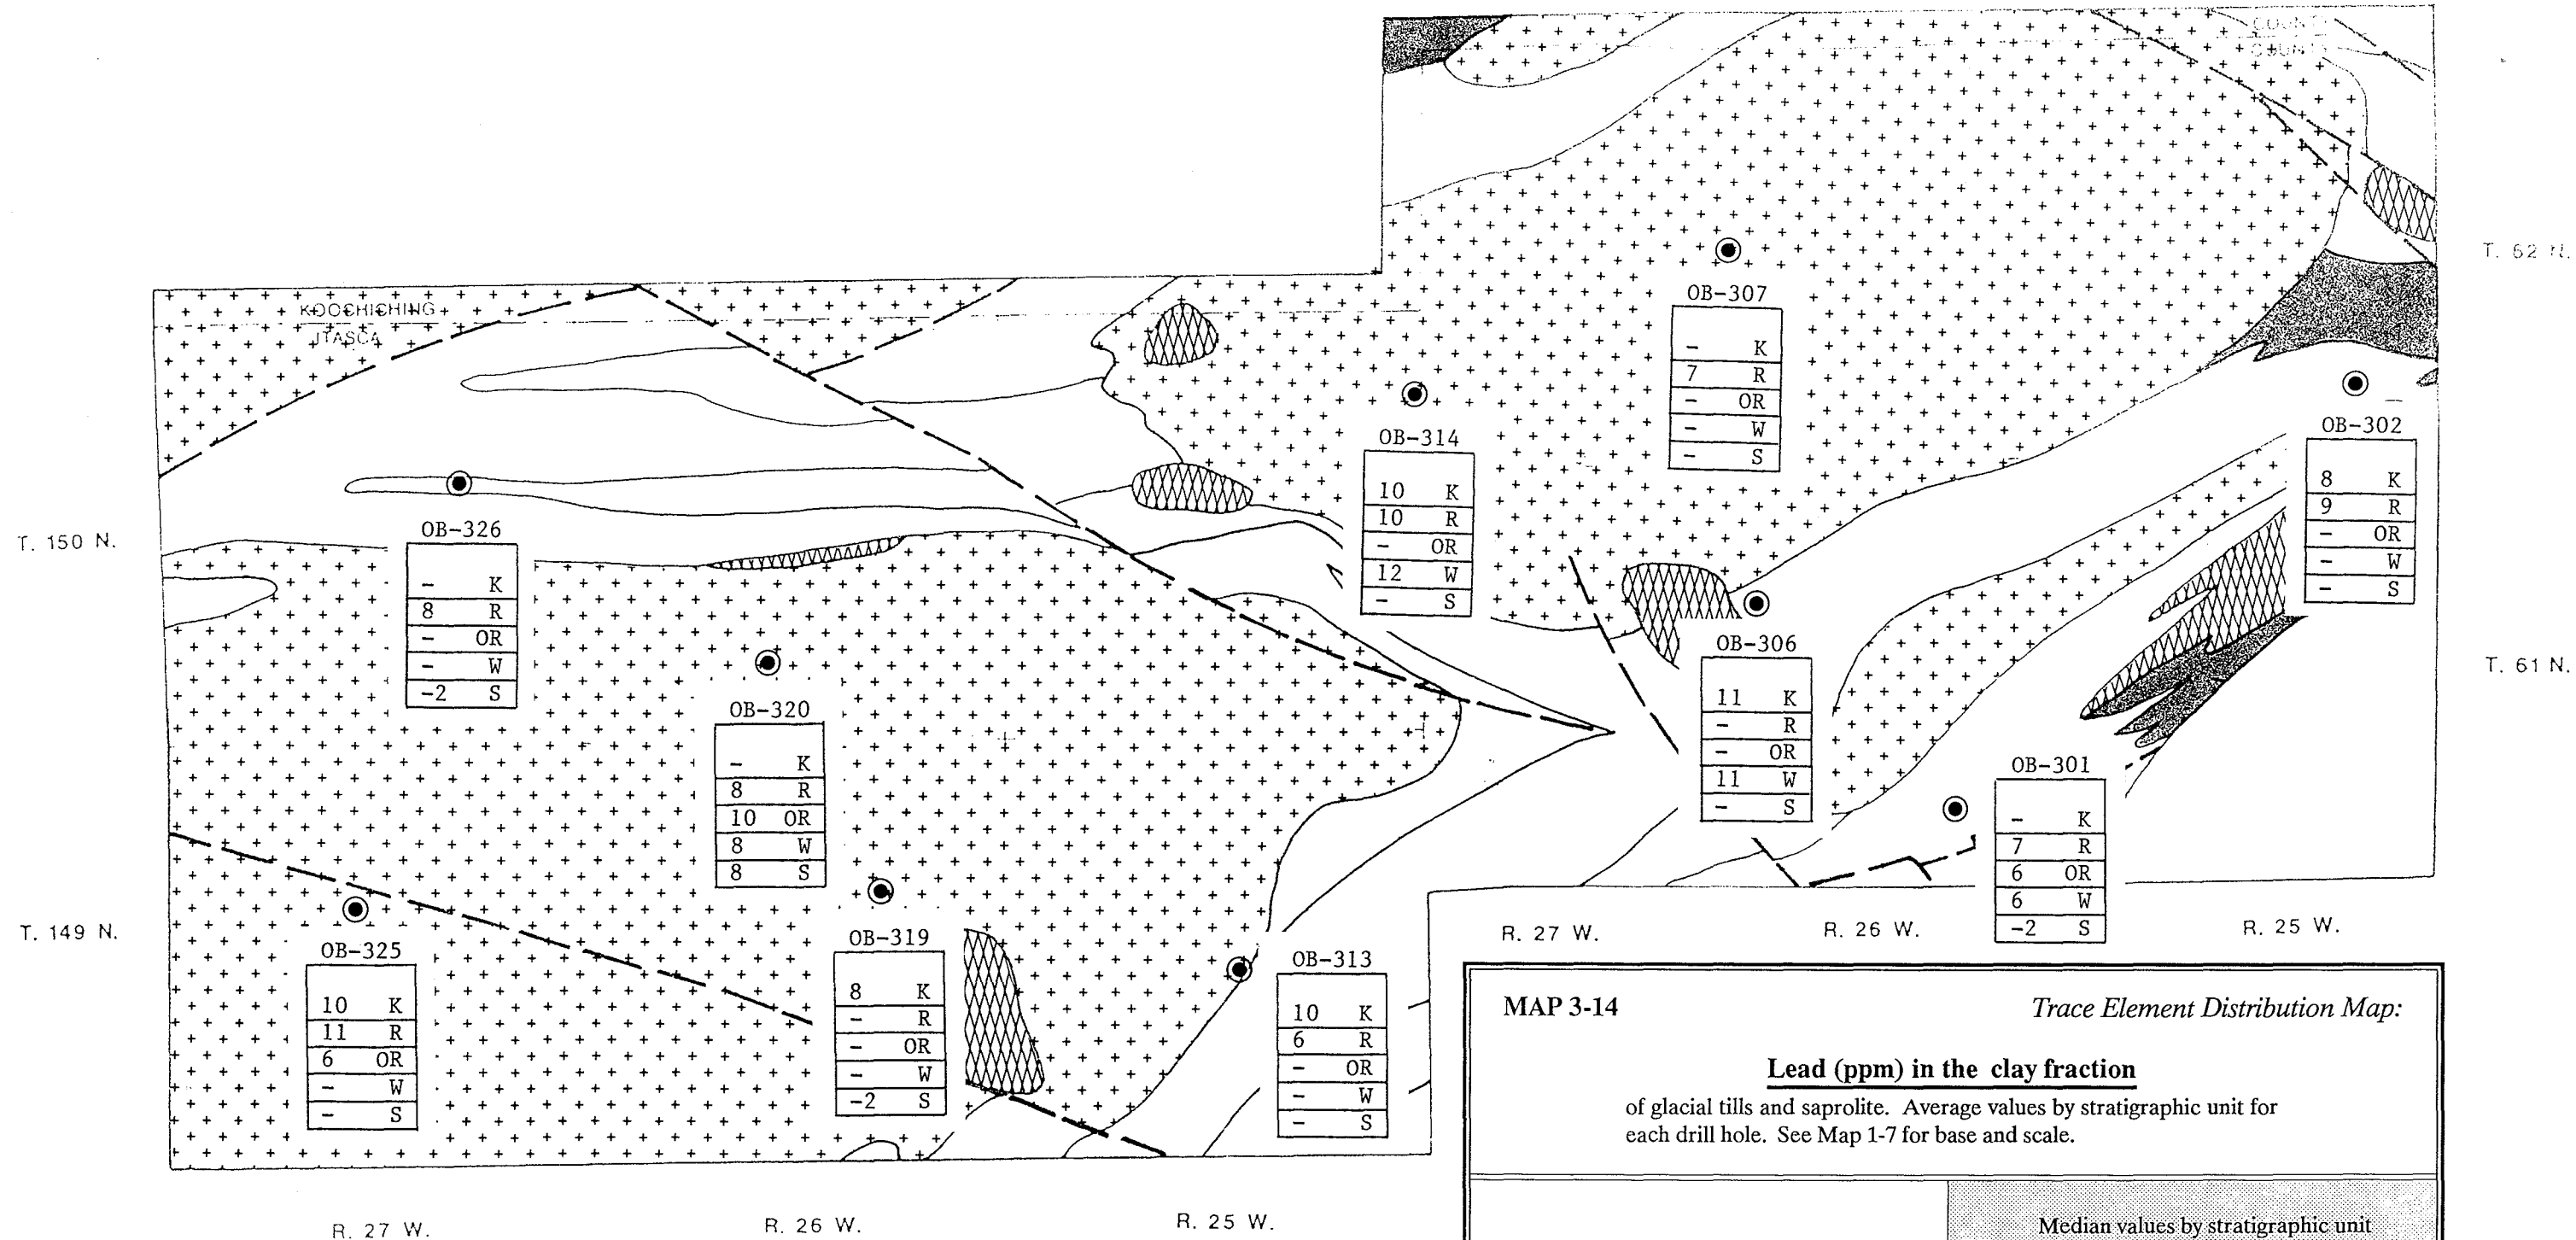 COUNTY
COUNTY
T. 62 N.
KOOCHICHING
ITASCA
OB-307
- K
7 R
- OR
- W
- S
OB-314
10 K
10 R
- OR
12 W
- S
OB-302
8 K
9 R
- OR
- W
- S
T. 150 N.
OB-326
- K
8 R
- OR
- W
-2 S
OB-306
11 K
- R
- OR
11 W
- S
T. 61 N.
OB-320
- K
8 R
10 OR
8 W
8 S
OB-301
- K
7 R
6 OR
6 W
-2 S
T. 149 N.
OB-325
10 K
11 R
6 OR
- W
- S
OB-319
8 K
- R
- OR
- W
-2 S
OB-313
10 K
6 R
- OR
- W
- S
R. 27 W.
R. 26 W.
R. 25 W.
MAP 3-14
Trace Element Distribution Map:
Lead (ppm) in the clay fraction
of glacial tills and saprolite. Average values by stratigraphic unit for
each drill hole. See Map 1-7 for base and scale.
Median values by stratigraphic unit
R. 27 W.
R. 26 W.
R. 25 W.